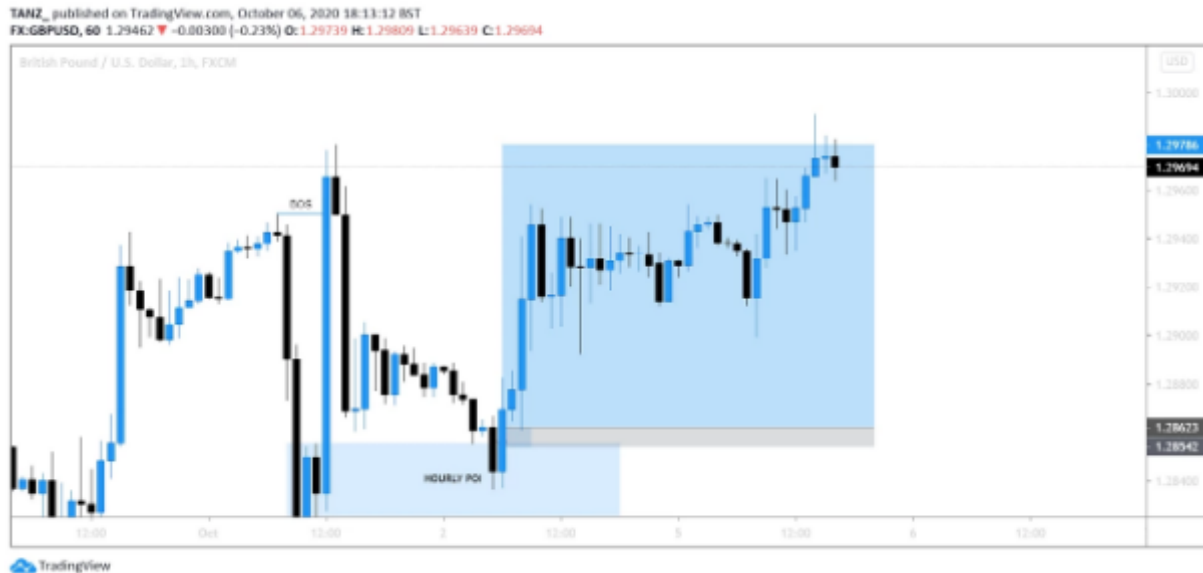 TANZ_ published on TradingView.com, October 06, 2020 18:13:12 BST
FX:GBPUSD, 60 1.29462 ▼ −0.00300 (−0.23%) O:1.29739 H:1.29809 L:1.29639 C:1.29694
British Pound / U.S. Dollar, 1h, FXCM
USD
1.30000
1.29786
1.29694
1.29600
BOS
1.29400
1.29200
1.29000
1.28800
1.28623
1.28542
HOURLY POI
1.28400
12:00 Oct 12:00 2 12:00 5 12:00 6 12:00
TradingView